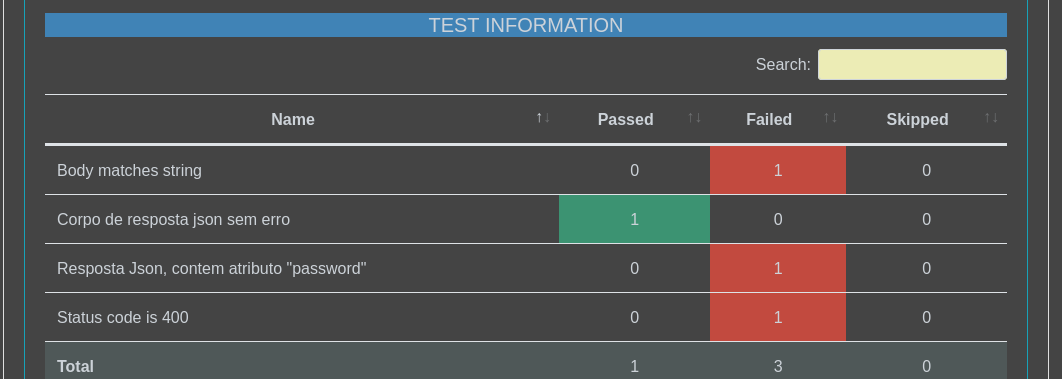 TEST INFORMATION
Search:
Name ↑↓ Passed ↑↓ Failed ↑↓ Skipped ↑↓
Body matches string 0 1 0
Corpo de resposta json sem erro 1 0 0
Resposta Json, contem atributo "password" 0 1 0
Status code is 400 0 1 0
Total 1 3 0